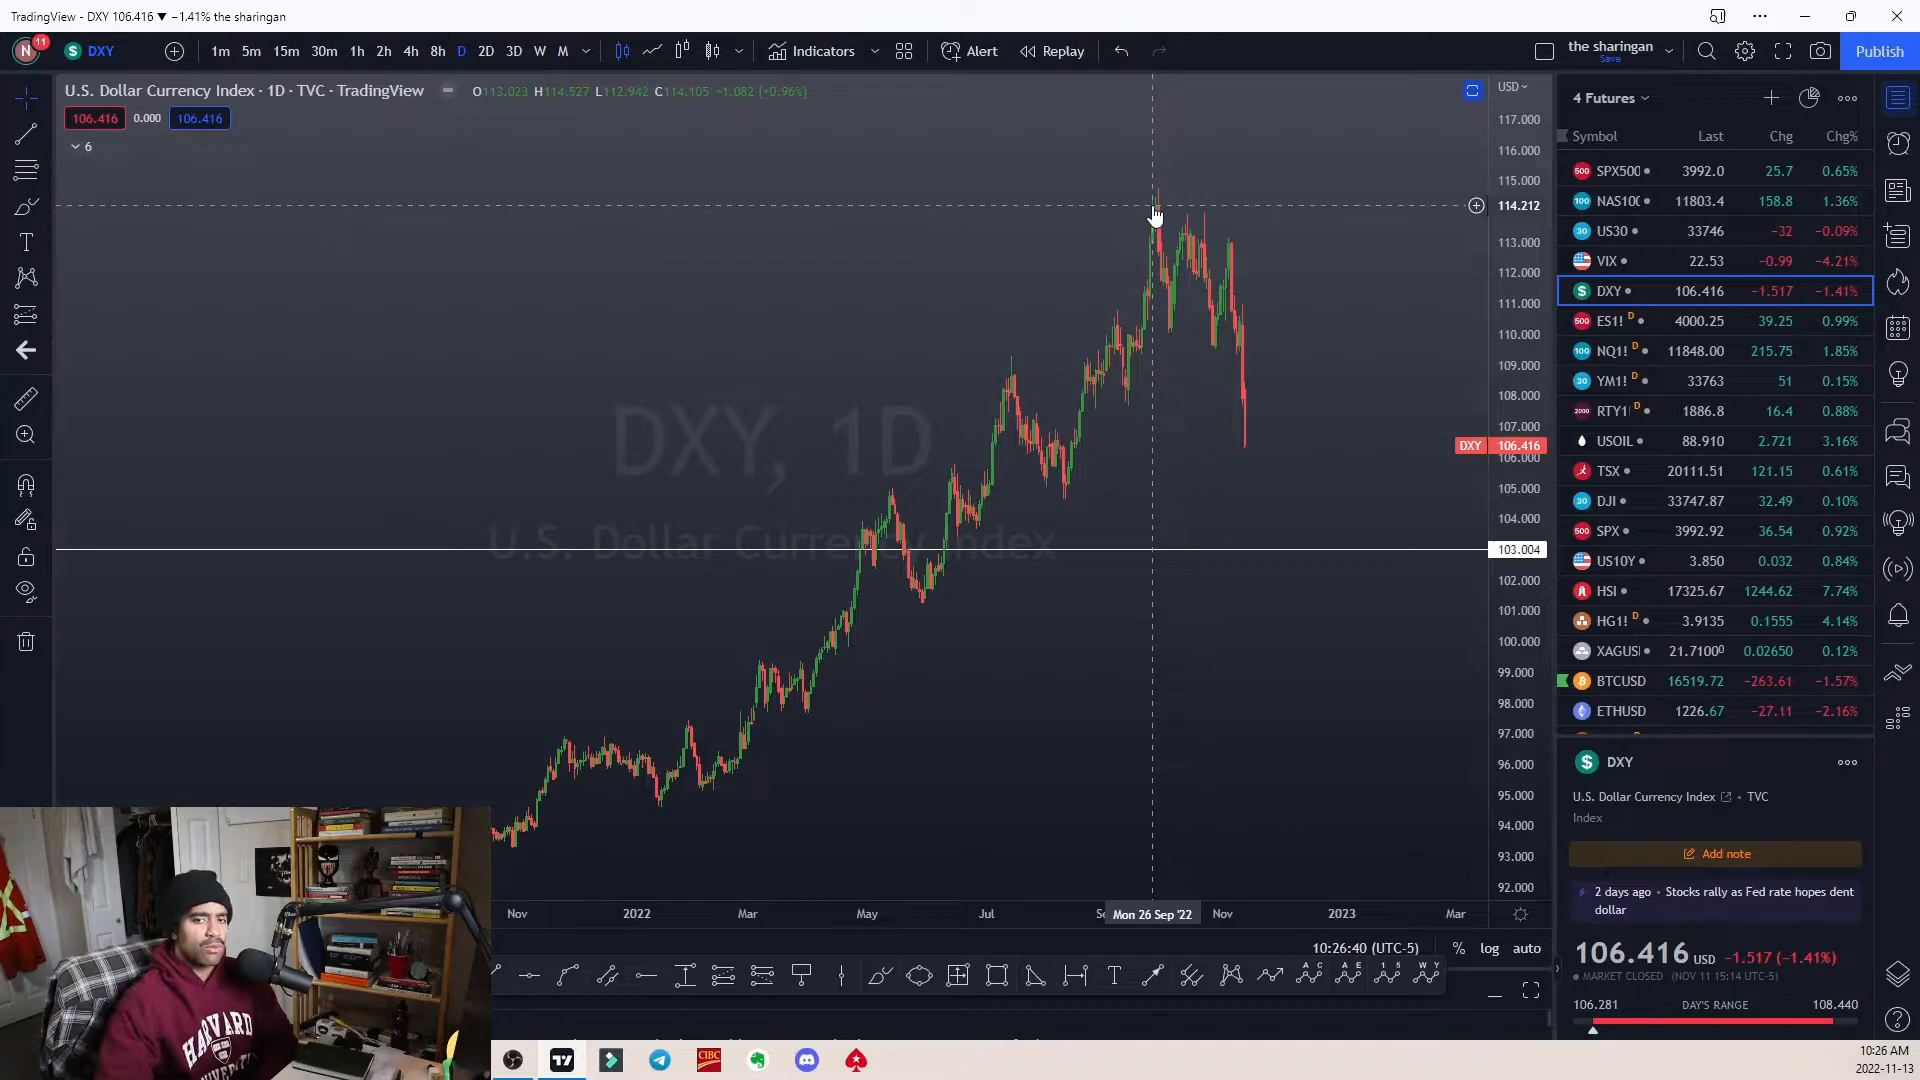 TradingView - DXY 106.416 ▼ −1.41% the sharingan
N 11 DXY 1m 5m 15m 30m 1h 2h 4h 8h D 2D 3D W M Indicators Alert Replay the sharingan Save Publish
U.S. Dollar Currency Index · 1D · TVC · TradingView O113.023 H114.527 L112.942 C114.105 +1.082 (+0.96%) USD
106.416 0.000 106.416
6
117.000
116.000
115.000
114.212
113.000
112.000
111.000
110.000
109.000
108.000
107.000
DXY 106.416
106.000
105.000
104.000
103.004
102.000
101.000
100.000
99.000
98.000
97.000
96.000
95.000
94.000
93.000
92.000
DXY, 1D
U.S. Dollar Currency Index
Nov 2022 Mar May Jul Se Mon 26 Sep '22 Nov 2023 Mar
10:26:40 (UTC-5) % log auto
4 Futures
Symbol Last Chg Chg%
500 SPX500 3992.0 25.7 0.65%
100 NAS100 11803.4 158.8 1.36%
30 US30 33746 −32 −0.09%
VIX 22.53 −0.99 −4.21%
$ DXY 106.416 −1.517 −1.41%
500 ES1! D 4000.25 39.25 0.99%
100 NQ1! D 11848.00 215.75 1.85%
30 YM1! D 33763 51 0.15%
2000 RTY1! D 1886.8 16.4 0.88%
USOIL 88.910 2.721 3.16%
TSX 20111.51 121.15 0.61%
30 DJI 33747.87 32.49 0.10%
500 SPX 3992.92 36.54 0.92%
US10Y 3.850 0.032 0.84%
HSI 17325.67 1244.62 7.74%
HG1! D 3.9135 0.1555 4.14%
XAGUS 21.7100 0.02650 0.12%
BTCUSD 16519.72 −263.61 −1.57%
ETHUSD 1226.67 −27.11 −2.16%
$ DXY
U.S. Dollar Currency Index • TVC
Index
Add note
2 days ago · Stocks rally as Fed rate hopes dent
dollar
106.416 USD −1.517 (−1.41%)
MARKET CLOSED (NOV 11 15:14 UTC-5)
106.281 DAY'S RANGE 108.440
HARVARD
CIBC
10:26 AM
2022-11-13